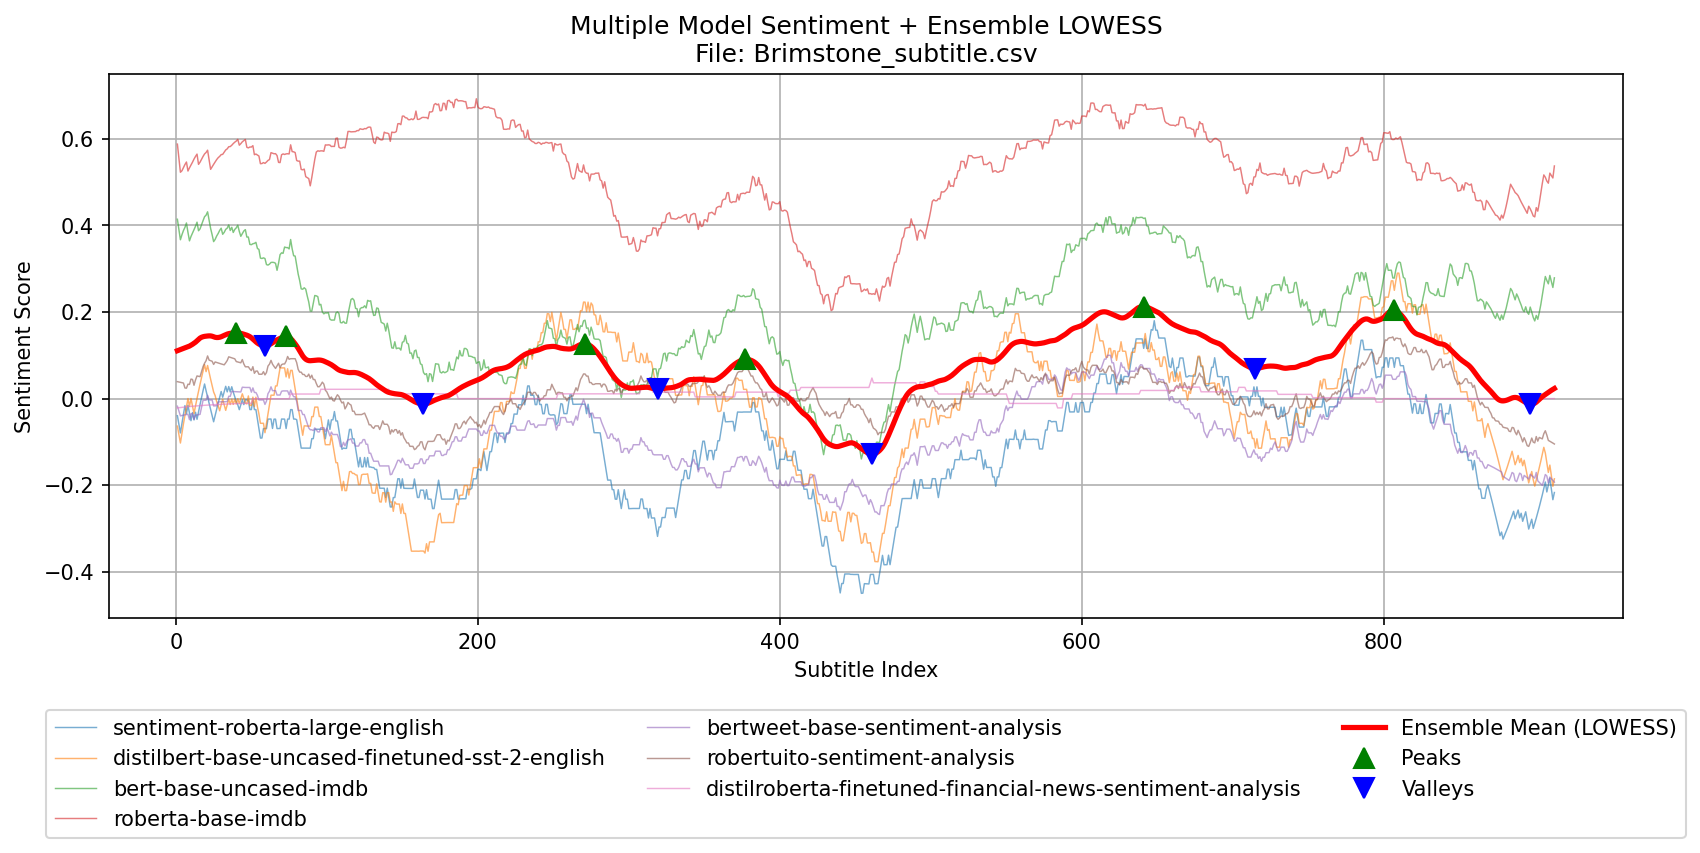 Multiple Model Sentiment + Ensemble LOWESS
File: Brimstone_subtitle.csv
Sentiment Score
0.6
0.4
0.2
0.0
−0.2
−0.4
0
200
400
600
800
Subtitle Index
sentiment-roberta-large-english
distilbert-base-uncased-finetuned-sst-2-english
bert-base-uncased-imdb
roberta-base-imdb
bertweet-base-sentiment-analysis
robertuito-sentiment-analysis
distilroberta-finetuned-financial-news-sentiment-analysis
Ensemble Mean (LOWESS)
Peaks
Valleys